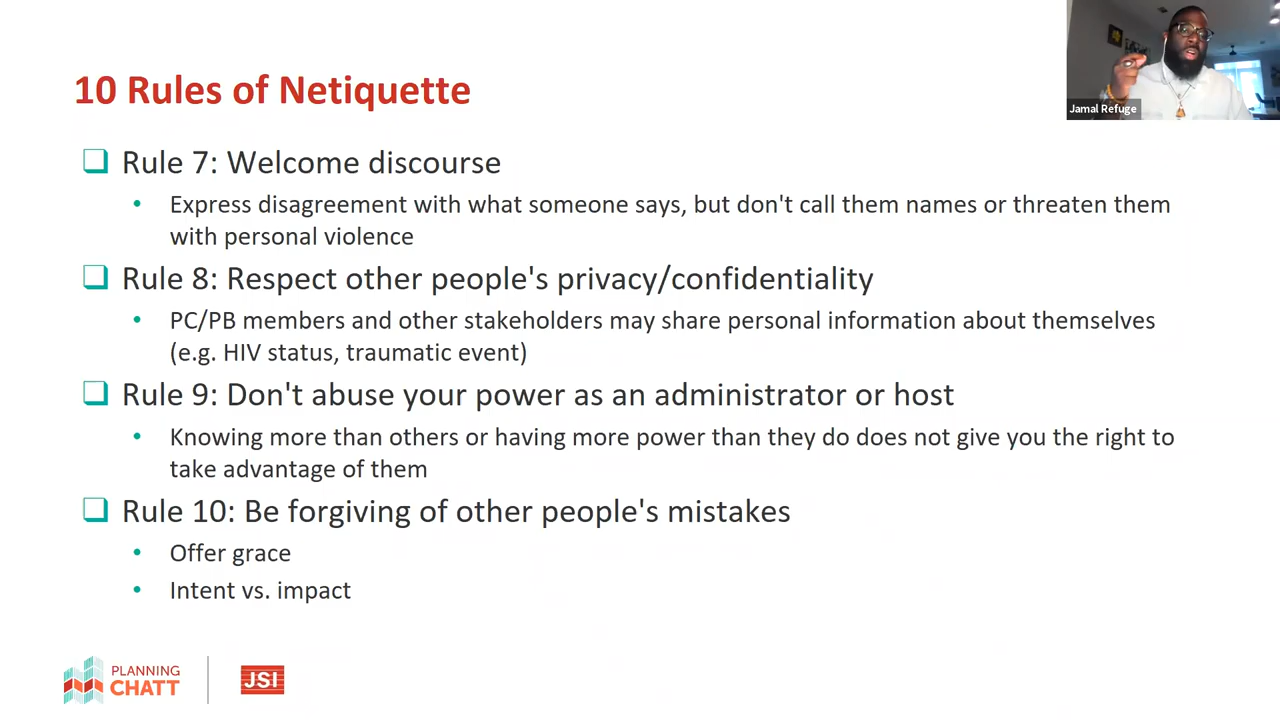 10 Rules of Netiquette
Jamal Refuge
Rule 7: Welcome discourse
Express disagreement with what someone says, but don't call them names or threaten them
with personal violence
Rule 8: Respect other people's privacy/confidentiality
PC/PB members and other stakeholders may share personal information about themselves
(e.g. HIV status, traumatic event)
Rule 9: Don't abuse your power as an administrator or host
Knowing more than others or having more power than they do does not give you the right to
take advantage of them
Rule 10: Be forgiving of other people's mistakes
Offer grace
Intent vs. impact
PLANNING
CHATT
JSI